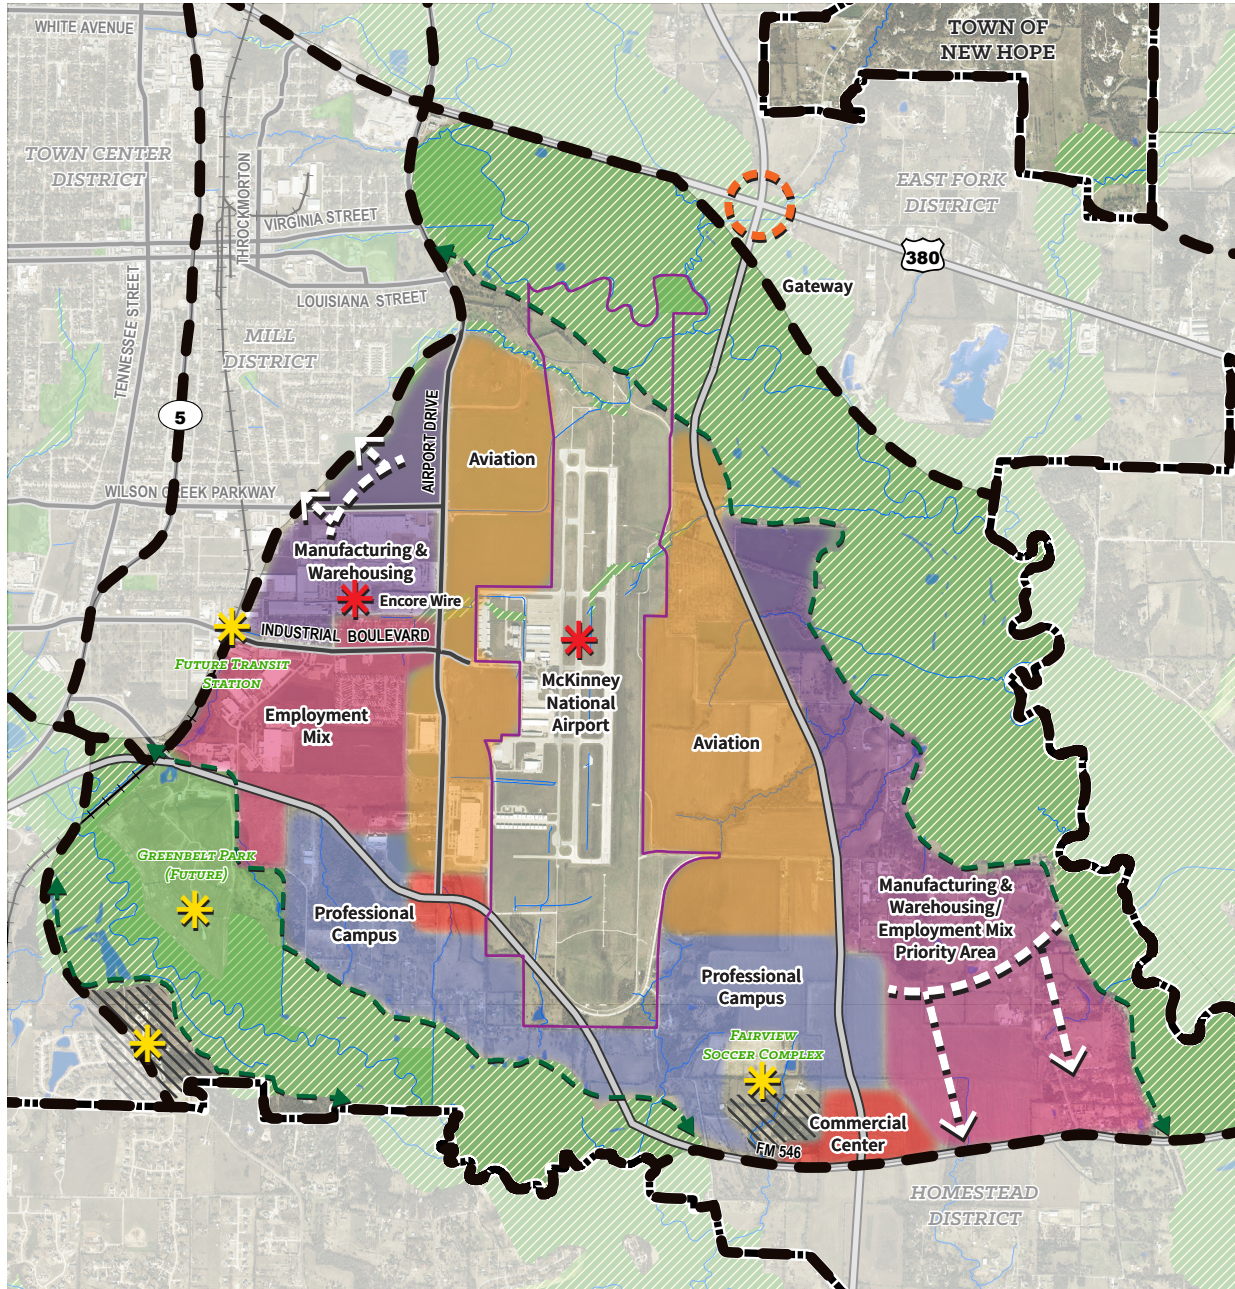 WHITE AVENUE
TOWN OF
NEW HOPE
TOWN CENTER
DISTRICT
THROCKMORTON
EAST FORK
DISTRICT
VIRGINIA STREET
380
Gateway
LOUISIANA STREET
TENNESSEE STREET
MILL
DISTRICT
5
AIRPORT DRIVE
Aviation
WILSON CREEK PARKWAY
Manufacturing &
Warehousing
Encore Wire
INDUSTRIAL BOULEVARD
Future Transit
Station
McKinney
National
Airport
Employment
Mix
Aviation
Greenbelt Park
(Future)
Professional
Campus
Manufacturing &
Warehousing/
Employment Mix
Priority Area
Professional
Campus
Fairview
Soccer Complex
Commercial
Center
FM 546
HOMESTEAD
DISTRICT